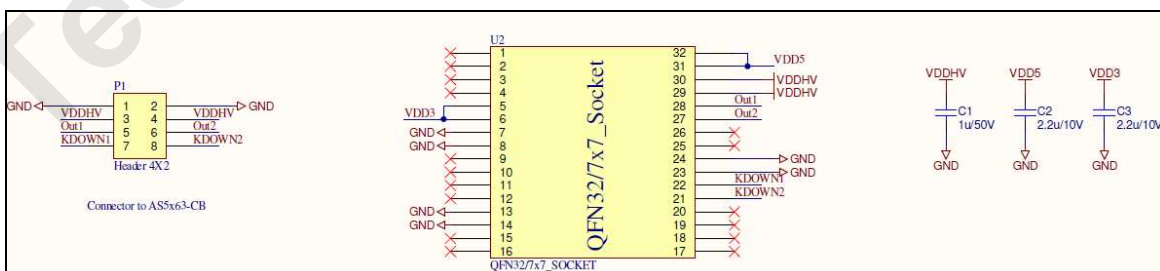 P1
GND 1 2 GND
VDDHV 3 4 VDDHV
Out1 5 6 Out2
KDOWN1 7 8 KDOWN2
Header 4X2
Connector to AS5x63-CB
U2
QFN32/7x7_Socket
1 32
2 31 VDD5
3 30 VDDHV
4 29 VDDHV
5 28 Out1
VDD3 6 27 Out2
GND 7 26
GND 8 25
9 24 GND
10 23 GND
11 22 KDOWN1
12 21 KDOWN2
GND 13 20
GND 14 19
15 18
16 17
QFN32/7x7_SOCKET
VDDHV VDD5 VDD3
C1 C2 C3
1u/50V 2.2u/10V 2.2u/10V
GND GND GND